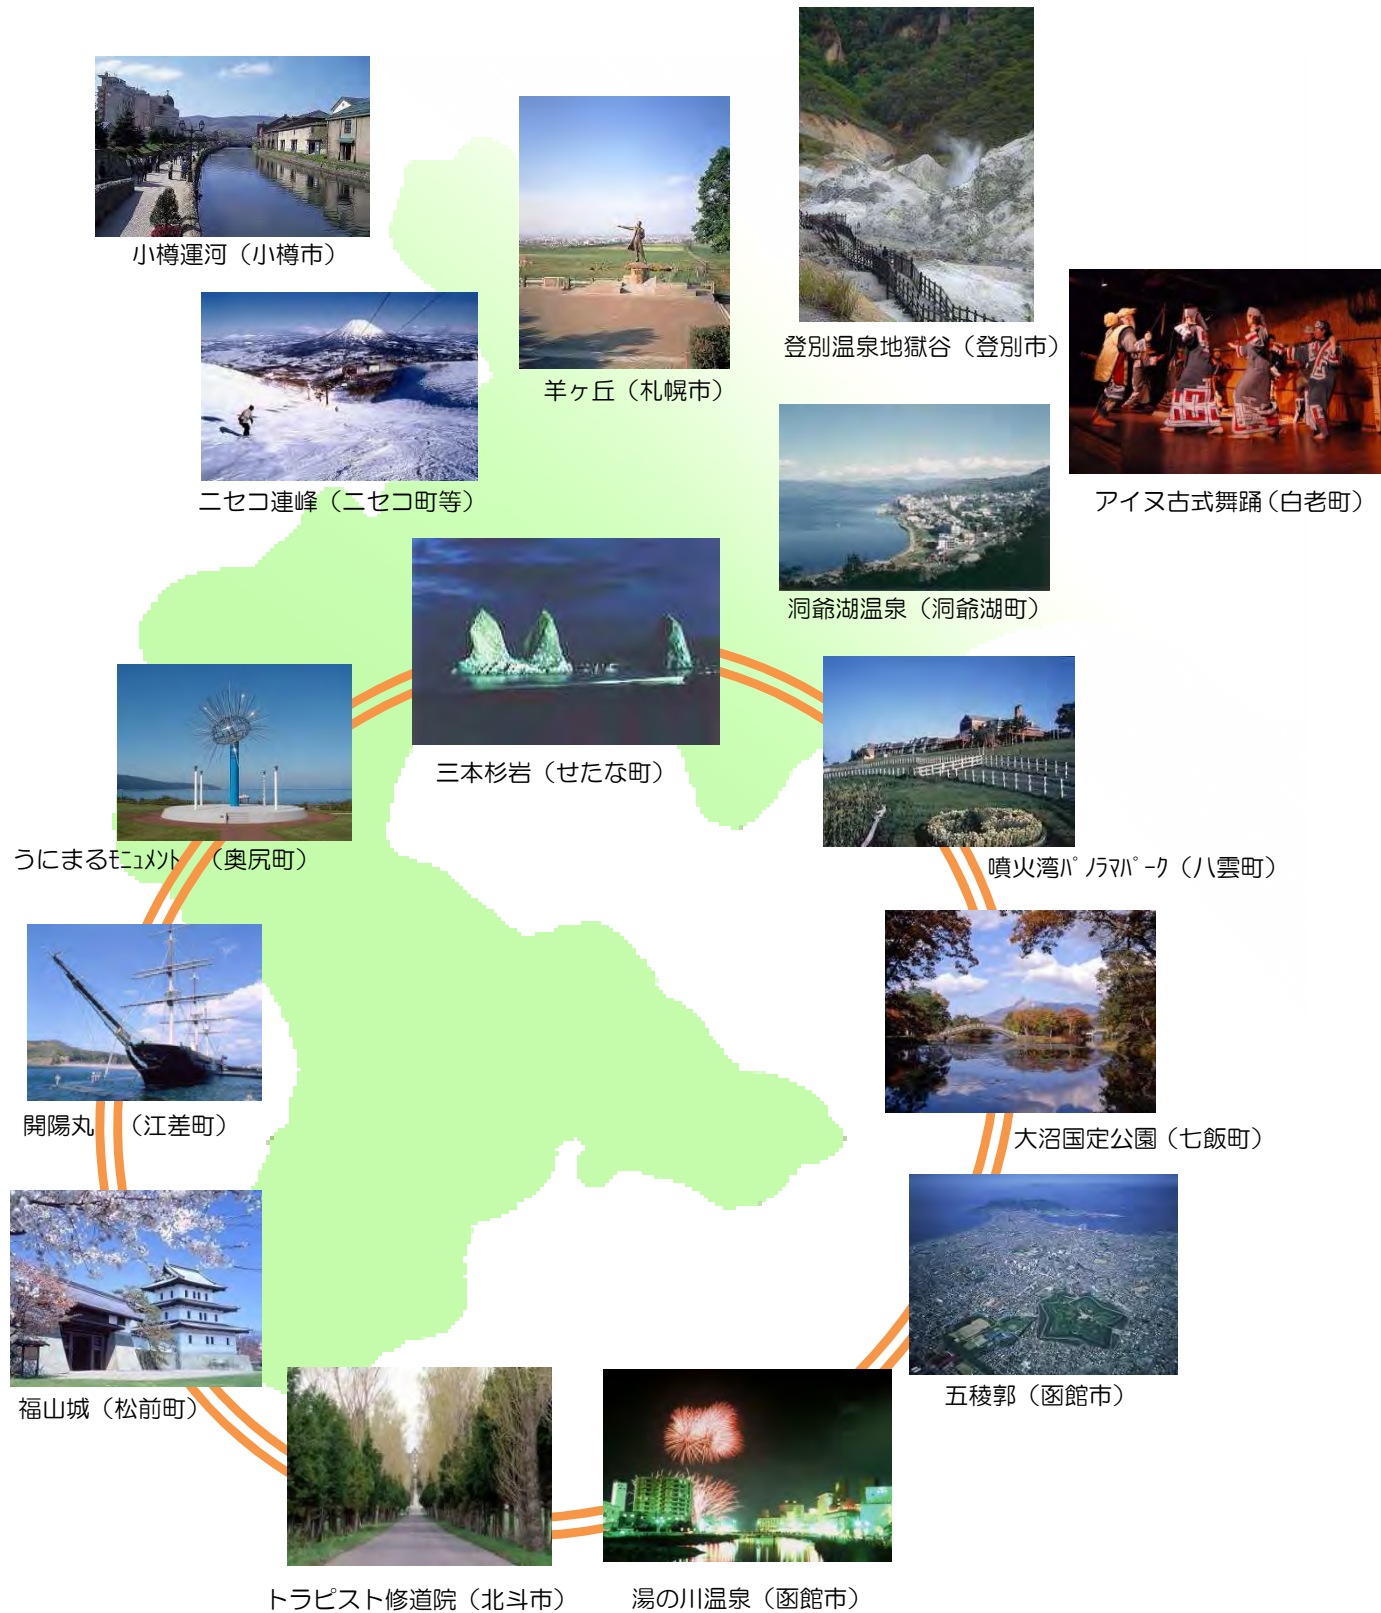 小樽運河（小樽市）
羊ヶ丘（札幌市）
登別温泉地獄谷（登別市）
ニセコ連峰（ニセコ町等）
アイヌ古式舞踊（白老町）
洞爺湖温泉（洞爺湖町）
三本杉岩（せたな町）
うにまるﾓﾆｭﾒﾝﾄ （奥尻町）
噴火湾ﾊﾟﾉﾗﾏﾊﾟｰｸ（八雲町）
開陽丸 （江差町）
大沼国定公園（七飯町）
福山城（松前町）
五稜郭（函館市）
トラピスト修道院（北斗市）
湯の川温泉（函館市）